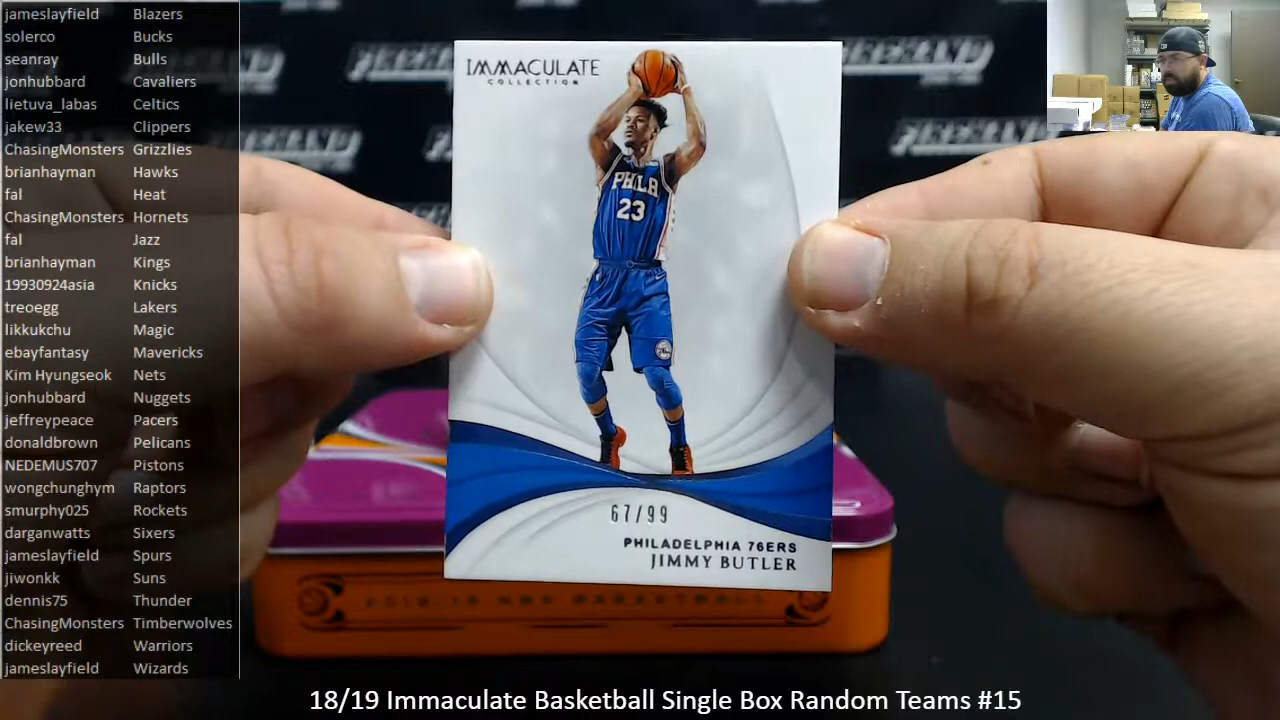 jameslayfield Blazers
solerco Bucks
seanray Bulls
jonhubbard Cavaliers
lietuva_labas Celtics
jakew33 Clippers
ChasingMonsters Grizzlies
brianhayman Hawks
fal Heat
ChasingMonsters Hornets
fal Jazz
brianhayman Kings
19930924asia Knicks
treoegg Lakers
likkukchu Magic
ebayfantasy Mavericks
Kim Hyungseok Nets
jonhubbard Nuggets
jeffreypeace Pacers
donaldbrown Pelicans
NEDEMUS707 Pistons
wongchunghym Raptors
smurphy025 Rockets
darganwatts Sixers
jameslayfield Spurs
jiwonkk Suns
dennis75 Thunder
ChasingMonsters Timberwolves
dickeyreed Warriors
jameslayfield Wizards
IMMACULATE
COLLECTION
PHILA
23
67/99
PHILADELPHIA 76ERS
JIMMY BUTLER
2018-19 NBA BASKETBALL
18/19 Immaculate Basketball Single Box Random Teams #15